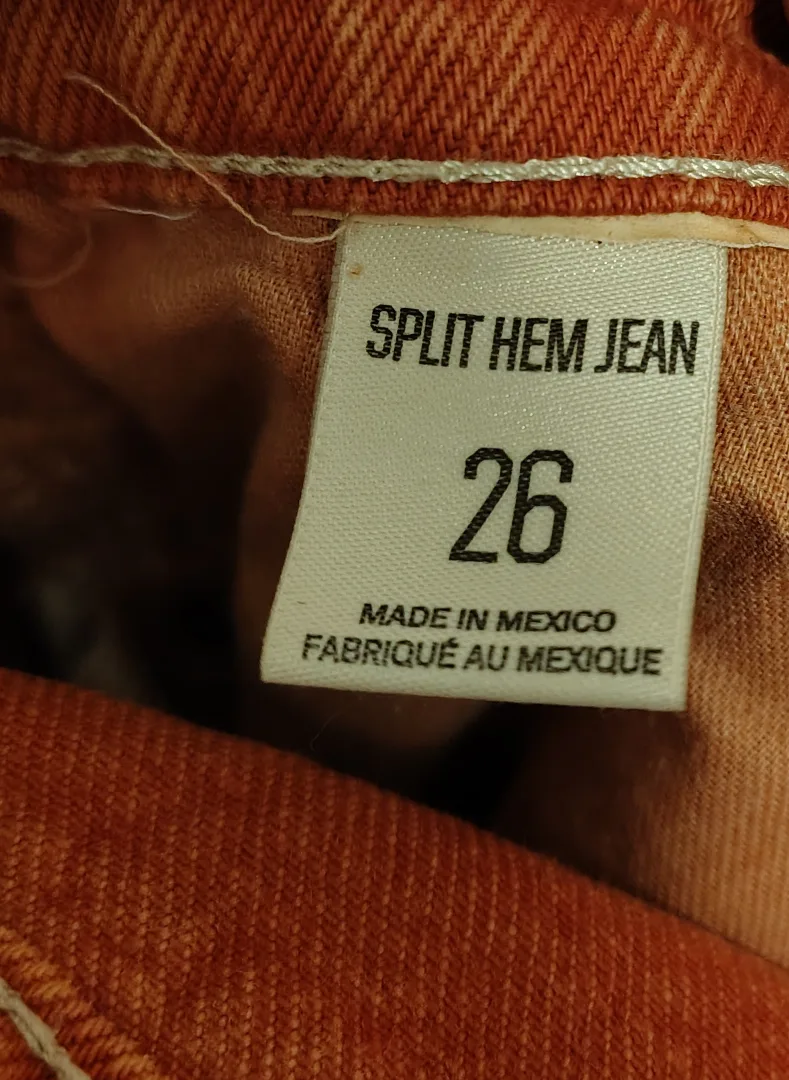 SPLIT HEM JEAN
26
MADE IN MEXICO
FABRIQUÉ AU MEXIQUE